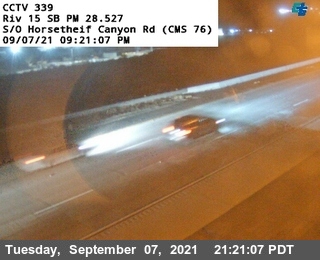 CCTV 339
Riv 15 SB PM 28.527
S/O Horsetheif Canyon Rd (CMS 76)
09/07/21 09:21:07 PM
Tuesday, September 07, 2021 21:21:07 PDT